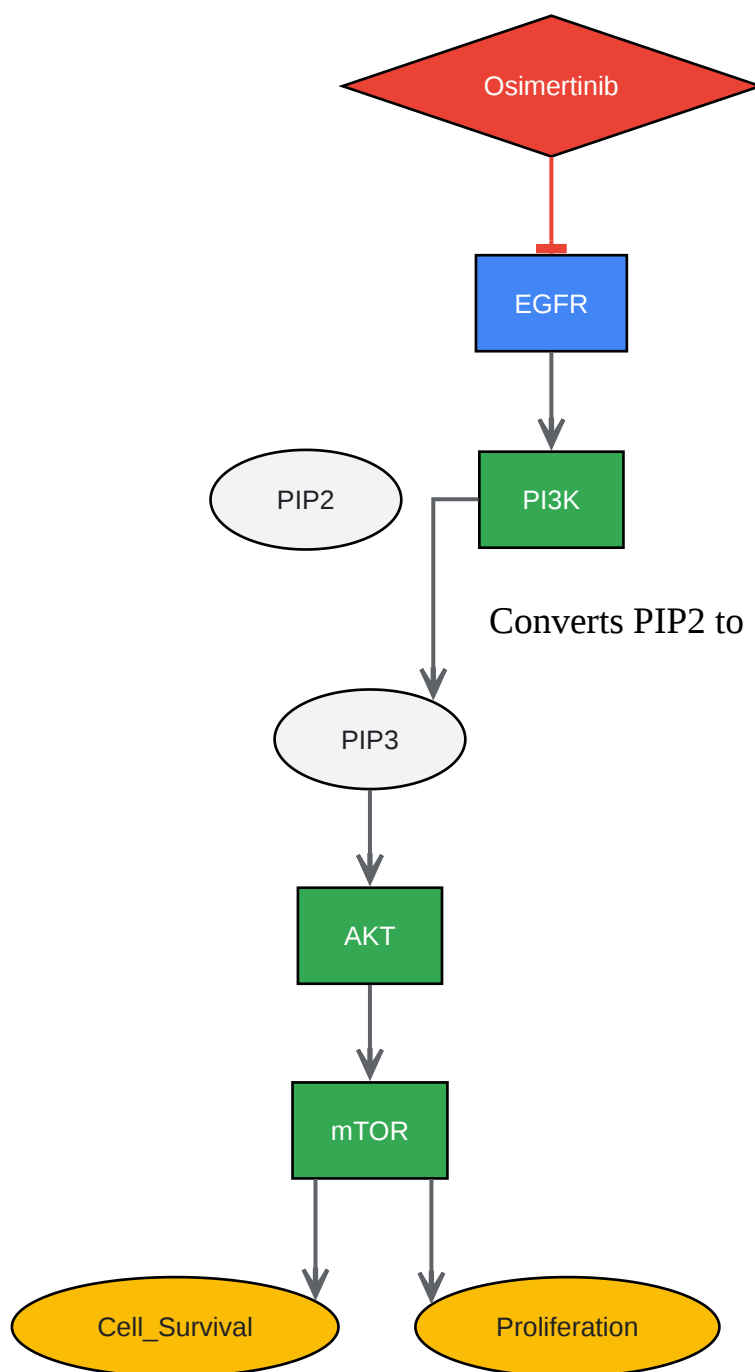 Osimertinib
EGFR
PIP2
PI3K
Converts PIP2 to
PIP3
AKT
mTOR
Cell_Survival
Proliferation